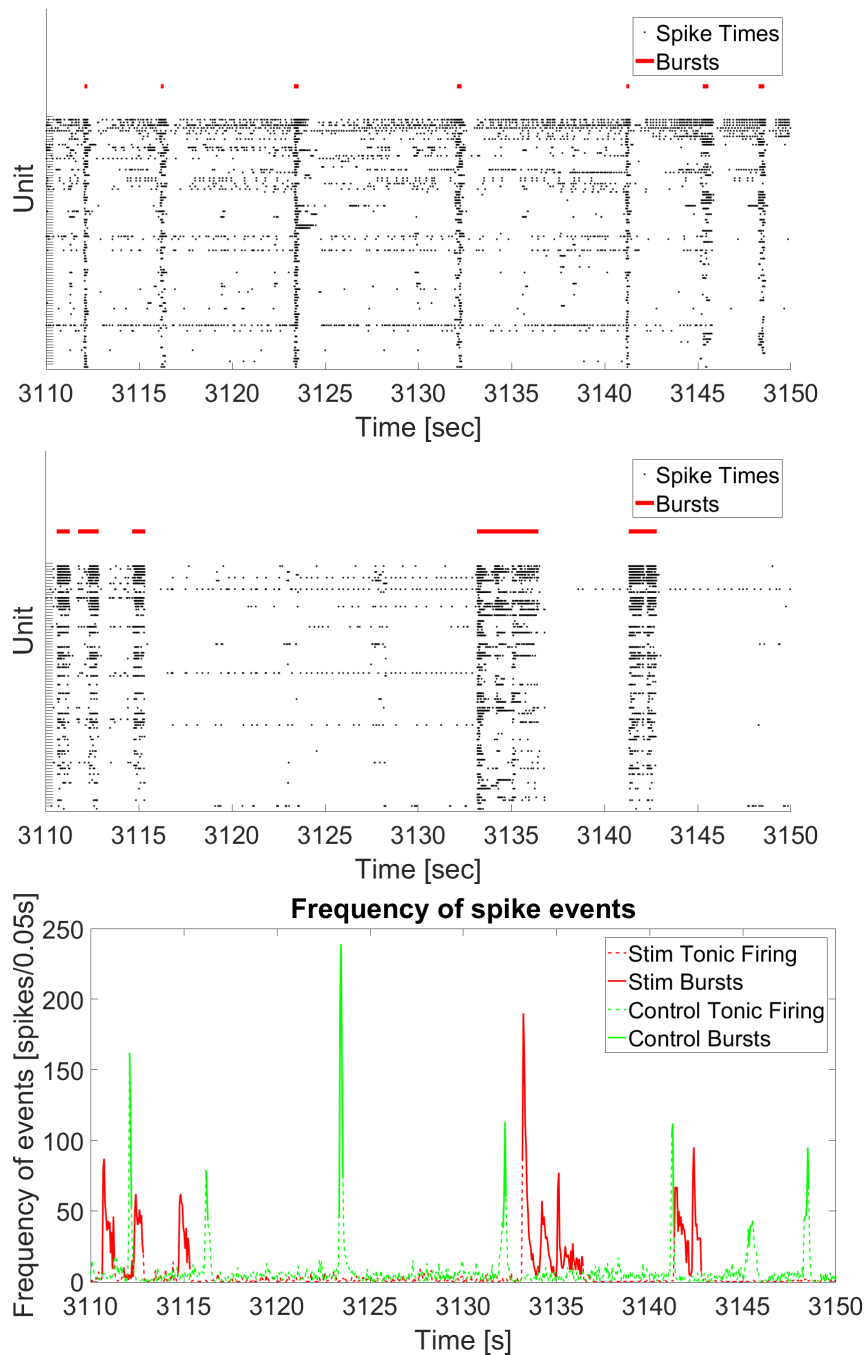 Spike Times
Bursts
Unit
3110 3115 3120 3125 3130 3135 3140 3145 3150
Time [sec]
Spike Times
Bursts
Unit
3110 3115 3120 3125 3130 3135 3140 3145 3150
Time [sec]
Frequency of spike events
Frequency of events [spikes/0.05s]
250
200
150
100
50
0
Stim Tonic Firing
Stim Bursts
Control Tonic Firing
Control Bursts
3110 3115 3120 3125 3130 3135 3140 3145 3150
Time [s]